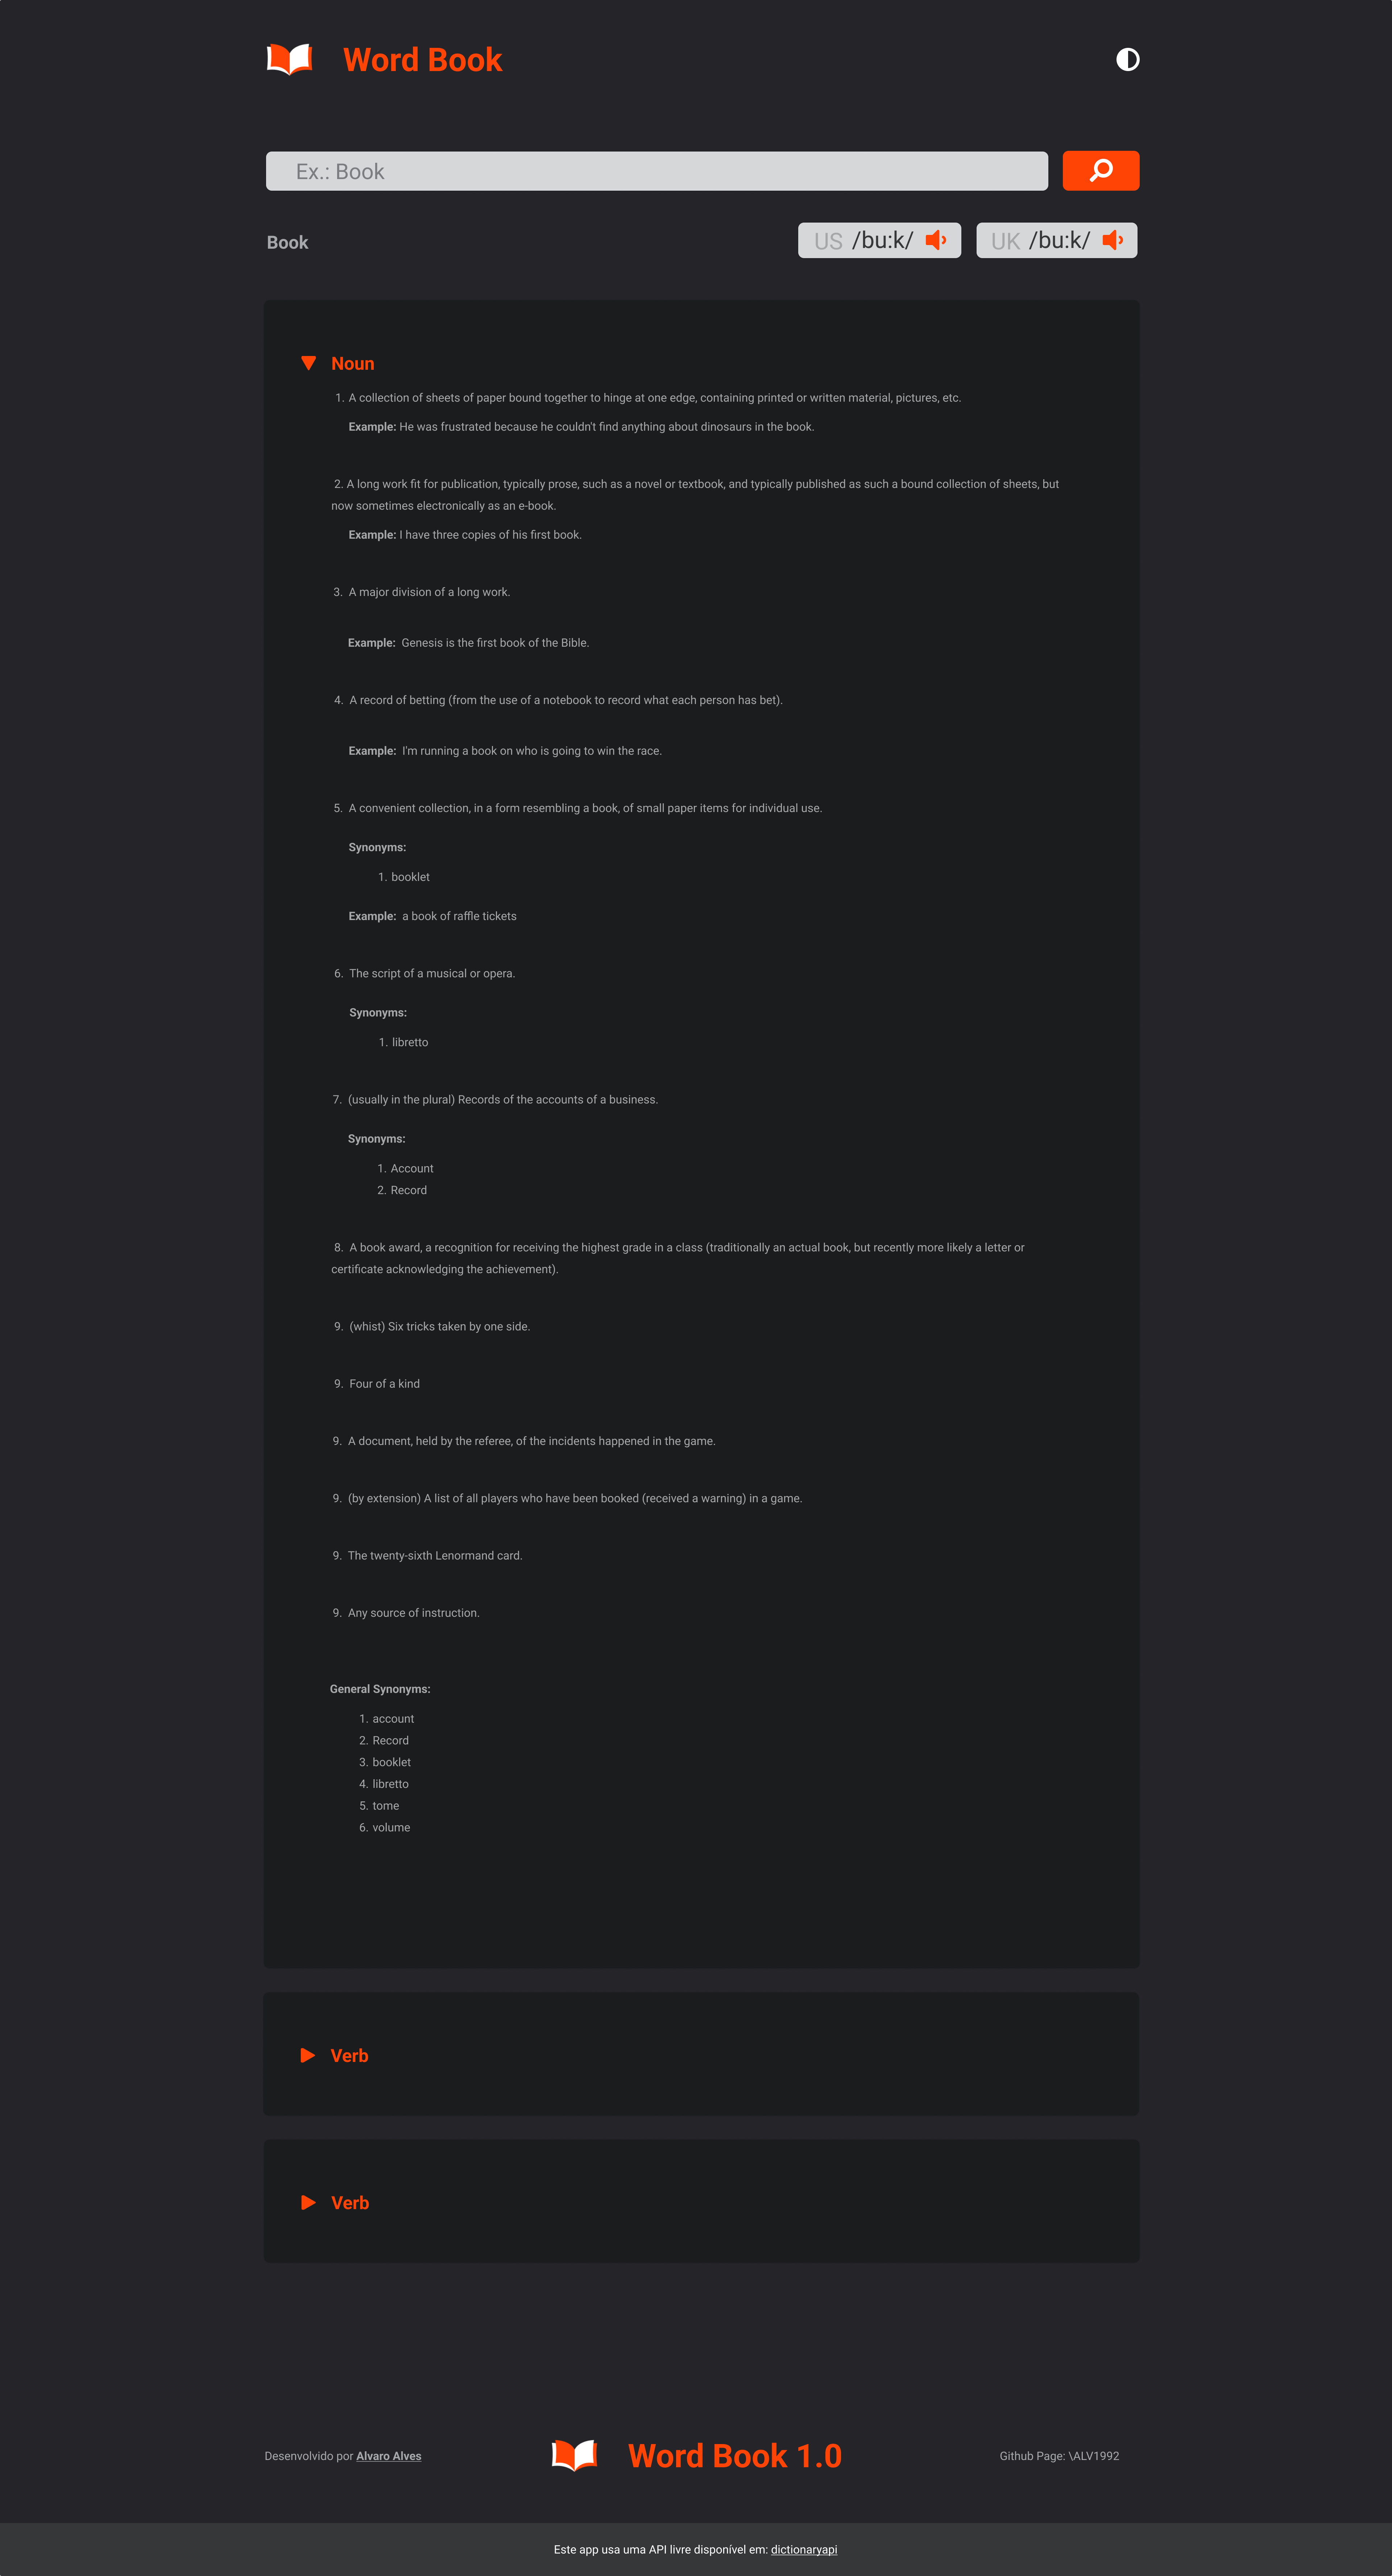 Word Book
Ex.: Book
Book
US /bu:k/
UK /bu:k/
Noun
1. A collection of sheets of paper bound together to hinge at one edge, containing printed or written material, pictures, etc.
Example: He was frustrated because he couldn't find anything about dinosaurs in the book.
2. A long work fit for publication, typically prose, such as a novel or textbook, and typically published as such a bound collection of sheets, but
now sometimes electronically as an e-book.
Example: I have three copies of his first book.
3. A major division of a long work.
Example: Genesis is the first book of the Bible.
4. A record of betting (from the use of a notebook to record what each person has bet).
Example: I'm running a book on who is going to win the race.
5. A convenient collection, in a form resembling a book, of small paper items for individual use.
Synonyms:
1. booklet
Example: a book of raffle tickets
6. The script of a musical or opera.
Synonyms:
1. libretto
7. (usually in the plural) Records of the accounts of a business.
Synonyms:
1. Account
2. Record
8. A book award, a recognition for receiving the highest grade in a class (traditionally an actual book, but recently more likely a letter or
certificate acknowledging the achievement).
9. (whist) Six tricks taken by one side.
9. Four of a kind
9. A document, held by the referee, of the incidents happened in the game.
9. (by extension) A list of all players who have been booked (received a warning) in a game.
9. The twenty-sixth Lenormand card.
9. Any source of instruction.
General Synonyms:
1. account
2. Record
3. booklet
4. libretto
5. tome
6. volume
Verb
Verb
Desenvolvido por Alvaro Alves
Word Book 1.0
Github Page: \ALV1992
Este app usa uma API livre disponível em: dictionaryapi